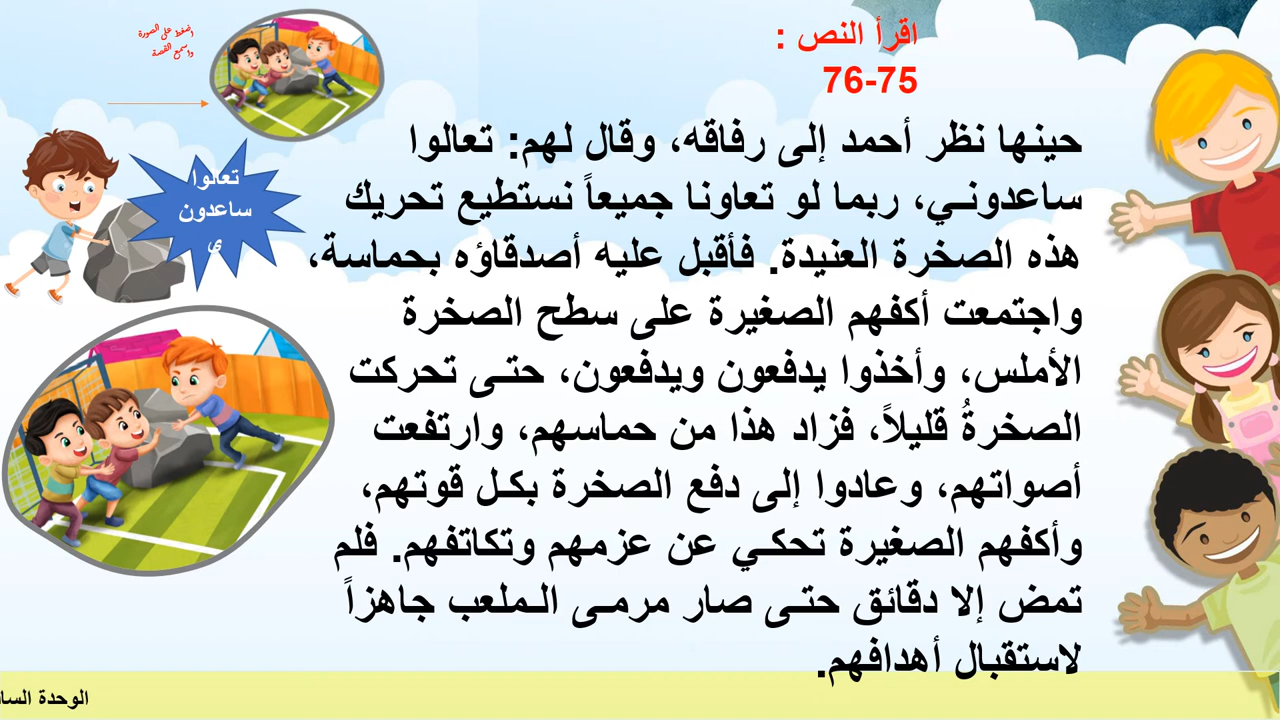 اقرأ النص :
75-76
اضغط على الصورة
واسمع القصة
حينها نظر أحمد إلى رفاقه، وقال لهم: تعالوا
ساعدوني، ربما لو تعاونا جميعاً نستطيع تحريك
هذه الصخرة العنيدة. فأقبل عليه أصدقاؤه بحماسة،
واجتمعت أكفهم الصغيرة على سطح الصخرة
الأملس، وأخذوا يدفعون ويدفعون، حتى تحركت
الصخرةُ قليلاً، فزاد هذا من حماسهم، وارتفعت
أصواتهم، وعادوا إلى دفع الصخرة بكل قوتهم،
وأكفهم الصغيرة تحكي عن عزمهم وتكاتفهم. فلم
تمض إلا دقائق حتى صار مرمى الملعب جاهزاً
لاستقبال أهدافهم.
تعالوا
ساعدون
ي
الوحدة السا